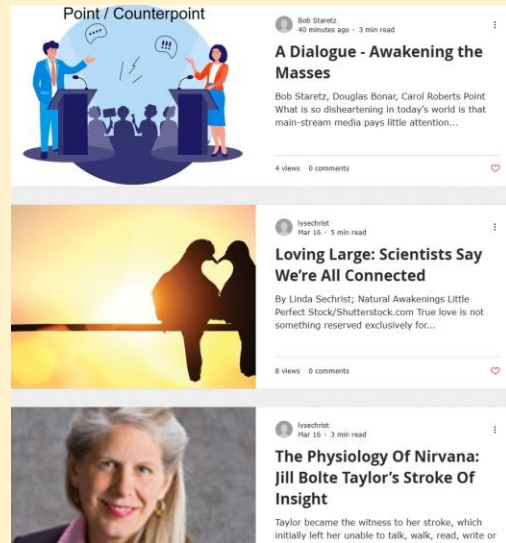 Point / Counterpoint
Bob Staretz
40 minutes ago · 3 min read
A Dialogue - Awakening the
Masses
Bob Staretz, Douglas Bonar, Carol Roberts Point
What is so disheartening in today's world is that
main-stream media pays little attention...
4 views 0 comments
lysechrist
Mar 16 · 5 min read
Loving Large: Scientists Say
We're All Connected
By Linda Sechrist; Natural Awakenings Little
Perfect Stock/Shutterstock.com True love is not
something reserved exclusively for...
8 views 0 comments
lysechrist
Mar 16 · 3 min read
The Physiology Of Nirvana:
Jill Bolte Taylor's Stroke Of
Insight
Taylor became the witness to her stroke, which
initially left her unable to talk, walk, read, write or